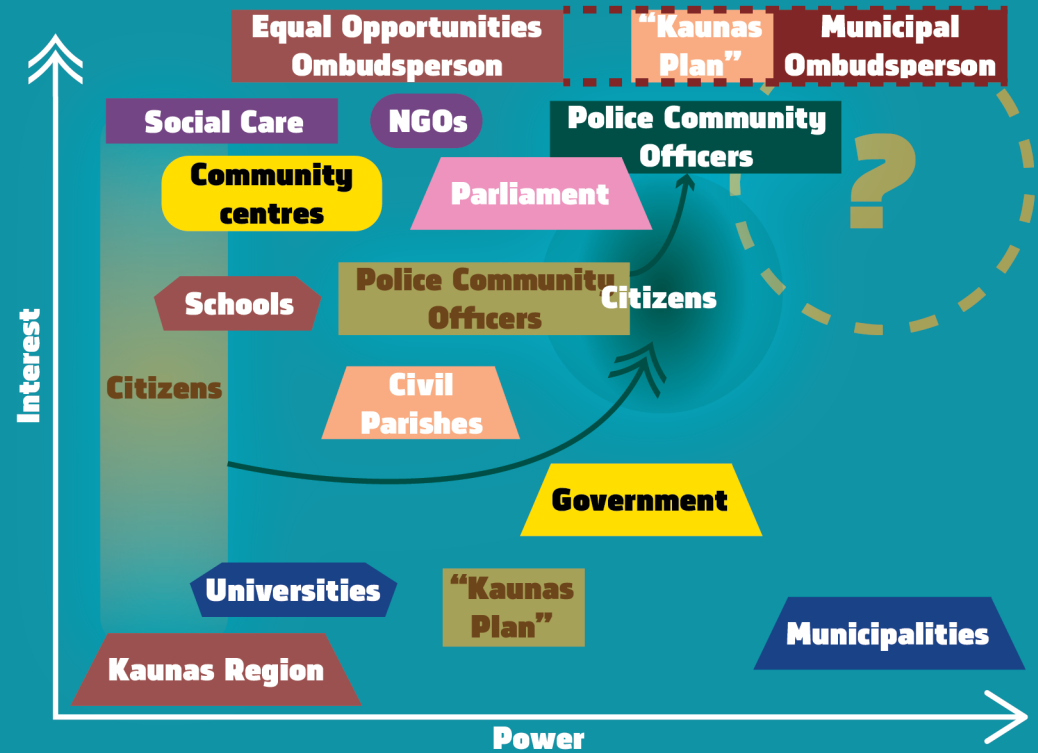 Equal Opportunities
Ombudsperson
“Kaunas
Plan”
Municipal
Ombudsperson
Social Care
NGOs
Police Community
Officers
?
Community
centres
Parliament
Schools
Police Community
Officers
Citizens
Interest
Citizens
Civil
Parishes
Government
Universities
“Kaunas
Plan”
Municipalities
Kaunas Region
Power